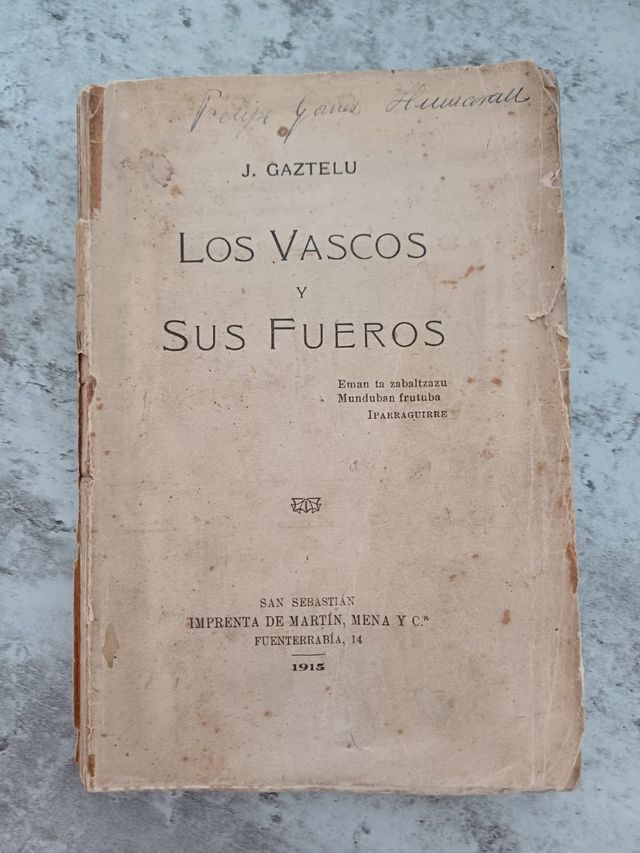 Felipe
J. GAZTELU
LOS VASCOS
Y
SUS FUEROS
Eman ta zabaltzazu
Munduban frutuba
IPARRAGUIRRE
SAN SEBASTIÁN
IMPRENTA DE MARTÍN, MENA Y C.ª
FUENTERRABÍA, 14
1915